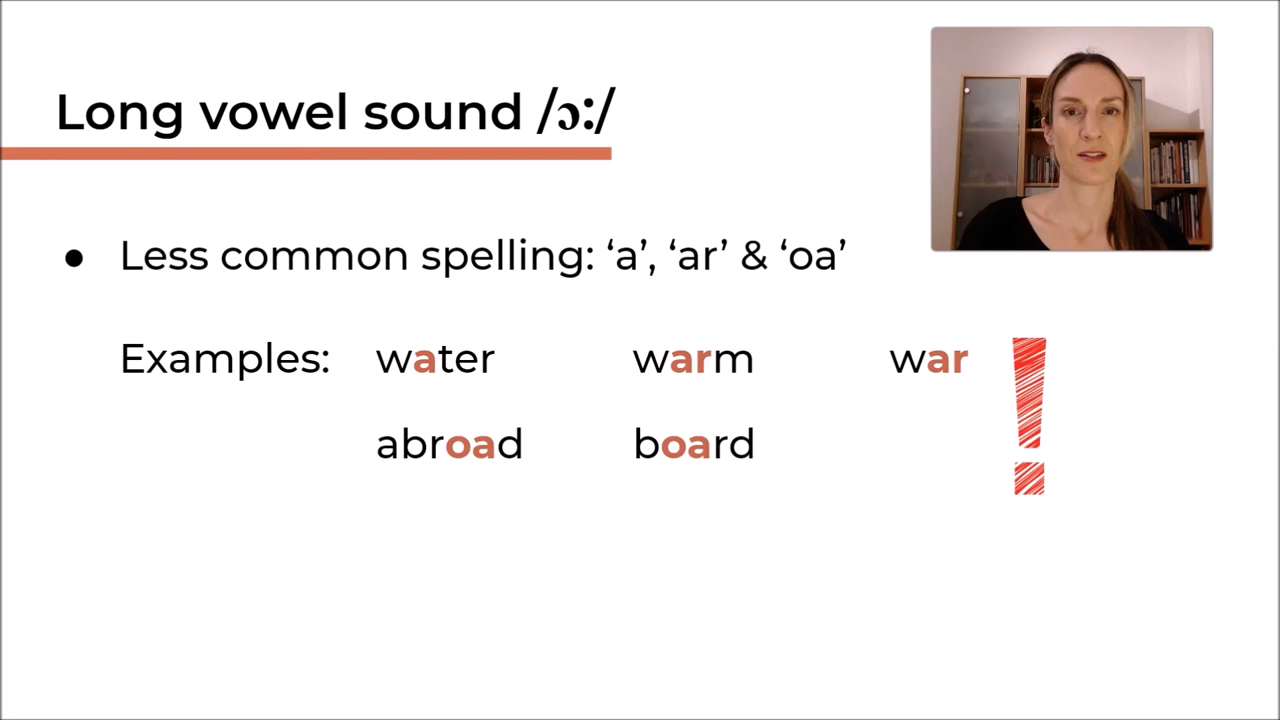 Long vowel sound /ɔː/
● Less common spelling: ‘a’, ‘ar’ & ‘oa’
Examples: water warm war
abroad board
!